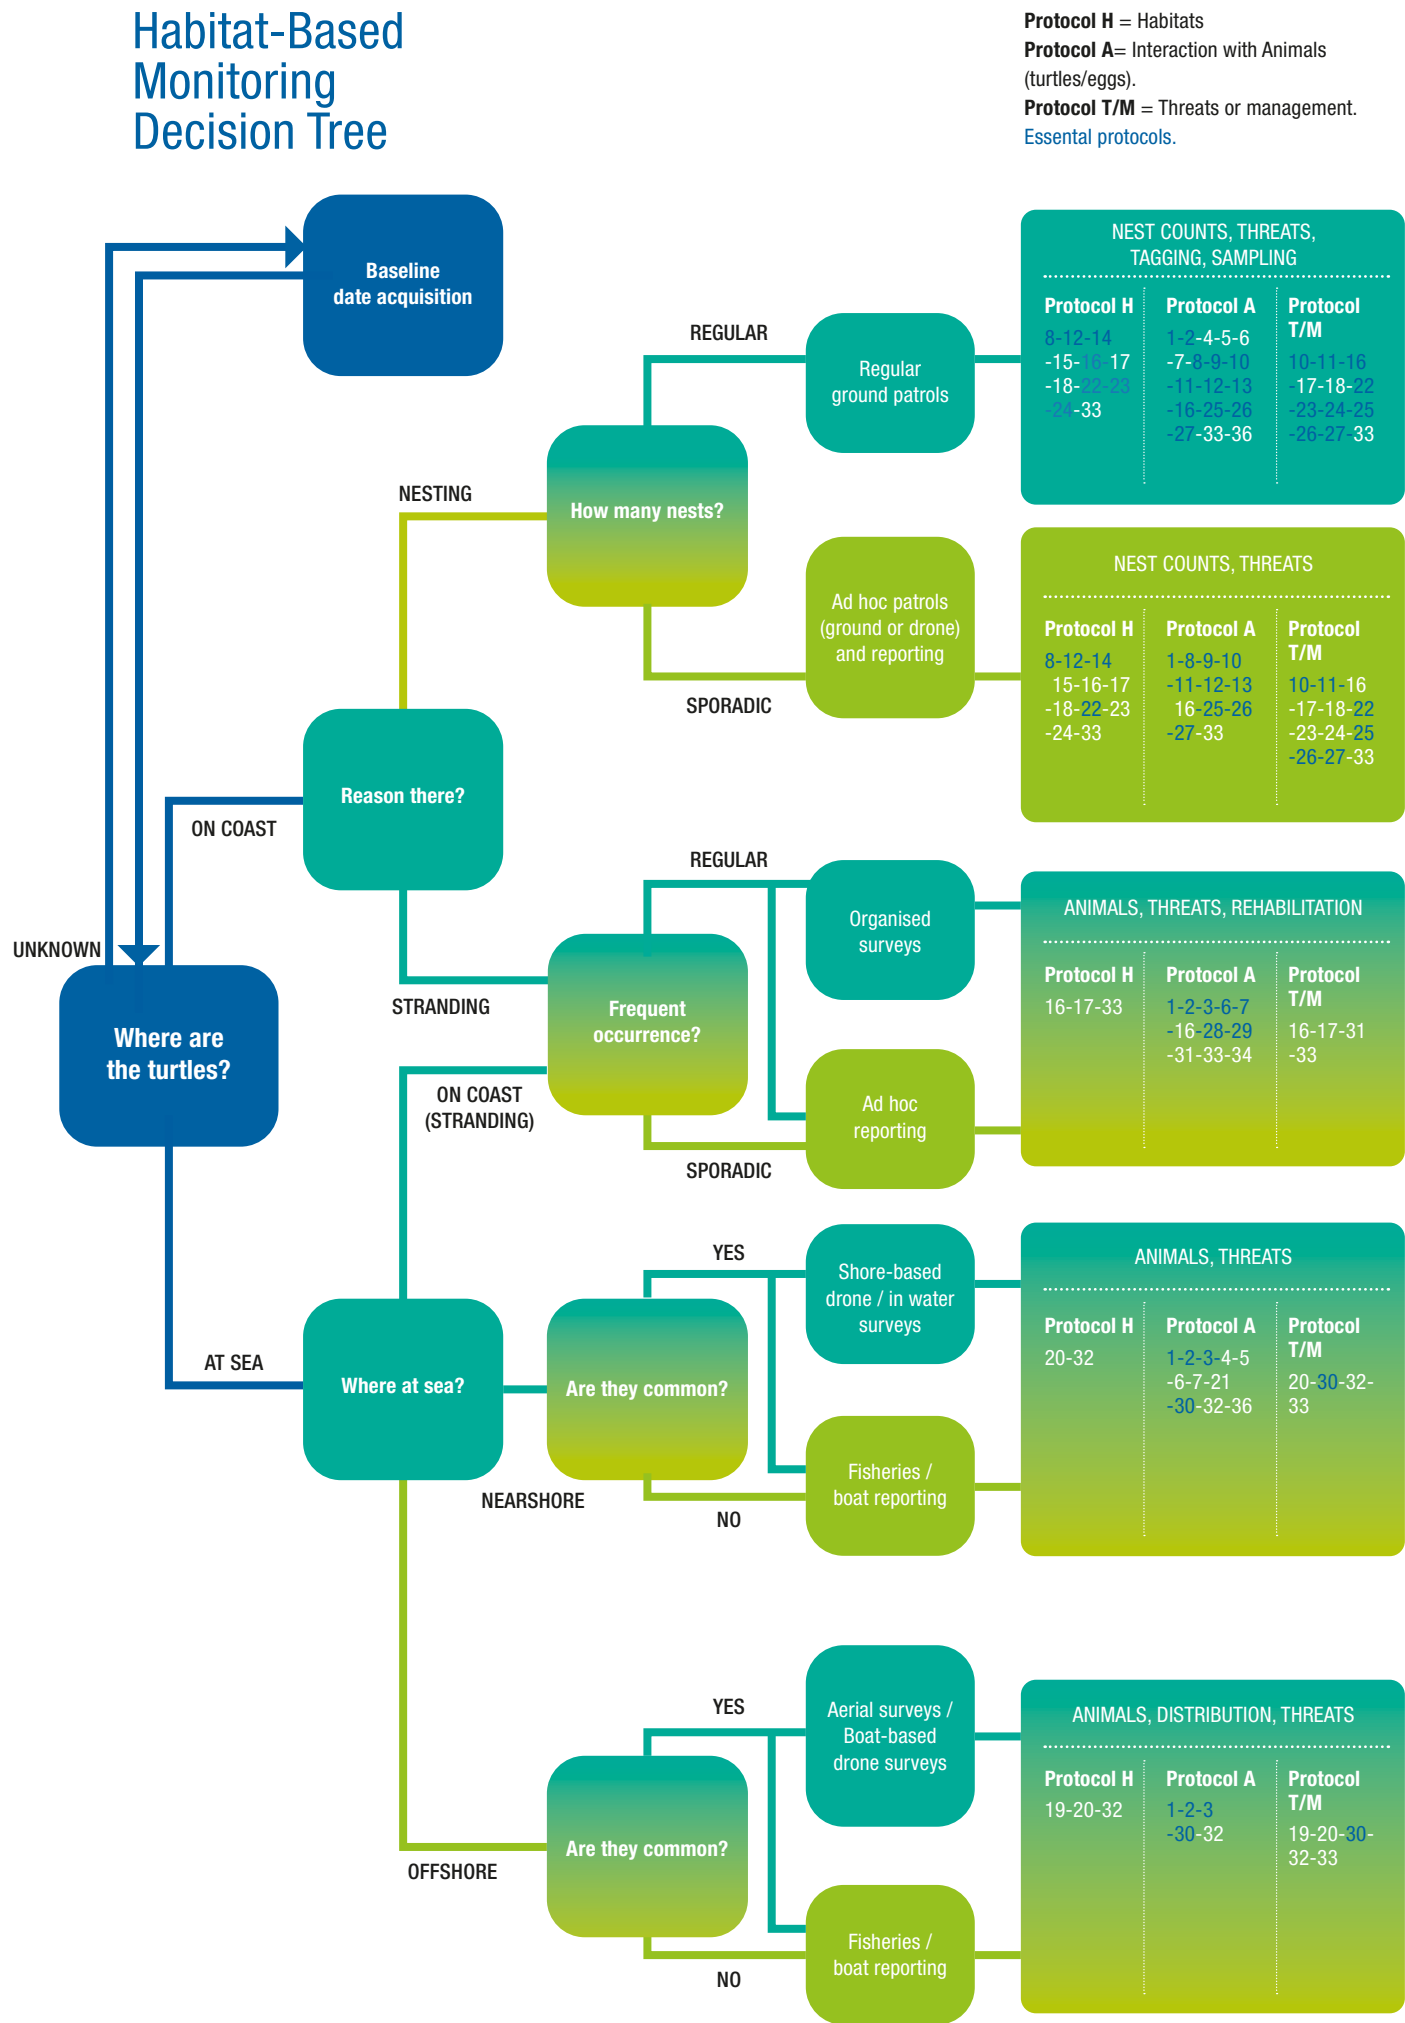 Habitat-Based
Monitoring
Decision Tree
Protocol H = Habitats
Protocol A= Interaction with Animals
(turtles/eggs).
Protocol T/M = Threats or management.
Essental protocols.
Baseline
date acquisition
UNKNOWN
Where are
the turtles?
ON COAST
AT SEA
Reason there?
NESTING
STRANDING
How many nests?
REGULAR
SPORADIC
Regular
ground patrols
NEST COUNTS, THREATS,
TAGGING, SAMPLING
Protocol H
8-12-14
-15-16-17
-18-22-23
-24-33
Protocol A
1-2-4-5-6
-7-8-9-10
-11-12-13
-16-25-26
-27-33-36
Protocol
T/M
10-11-16
-17-18-22
-23-24-25
-26-27-33
Ad hoc patrols
(ground or drone)
and reporting
NEST COUNTS, THREATS
Protocol H
8-12-14
15-16-17
-18-22-23
-24-33
Protocol A
1-8-9-10
-11-12-13
16-25-26
-27-33
Protocol
T/M
10-11-16
-17-18-22
-23-24-25
-26-27-33
Frequent
occurrence?
REGULAR
SPORADIC
Organised
surveys
Ad hoc
reporting
ANIMALS, THREATS, REHABILITATION
Protocol H
16-17-33
Protocol A
1-2-3-6-7
-16-28-29
-31-33-34
Protocol
T/M
16-17-31
-33
ON COAST
(STRANDING)
Where at sea?
NEARSHORE
OFFSHORE
Are they common?
YES
NO
Shore-based
drone / in water
surveys
Fisheries /
boat reporting
ANIMALS, THREATS
Protocol H
20-32
Protocol A
1-2-3-4-5
-6-7-21
-30-32-36
Protocol
T/M
20-30-32-
33
Are they common?
YES
NO
Aerial surveys /
Boat-based
drone surveys
Fisheries /
boat reporting
ANIMALS, DISTRIBUTION, THREATS
Protocol H
19-20-32
Protocol A
1-2-3
-30-32
Protocol
T/M
19-20-30-
32-33